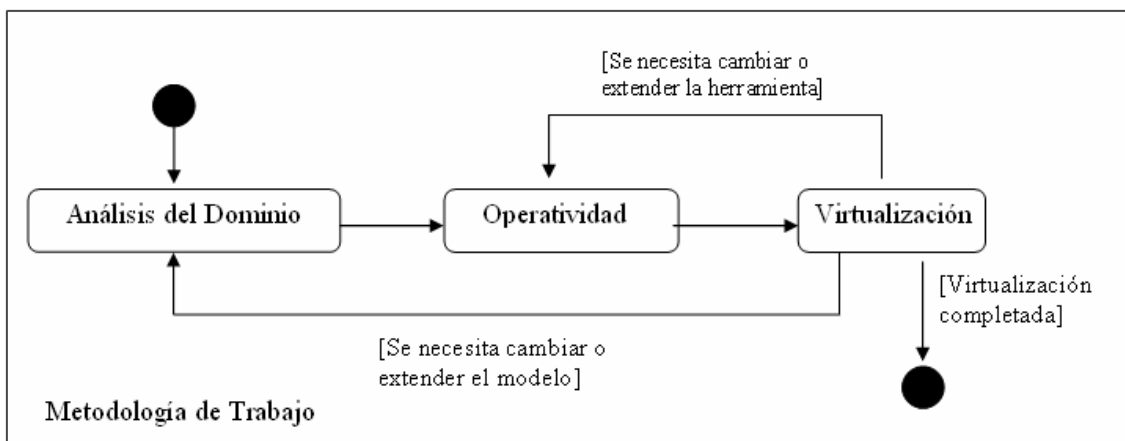 [Se necesita cambiar o
extender la herramienta]
Análisis del Dominio
Operatividad
Virtualización
[Virtualización
completada]
[Se necesita cambiar o
extender el modelo]
Metodología de Trabajo